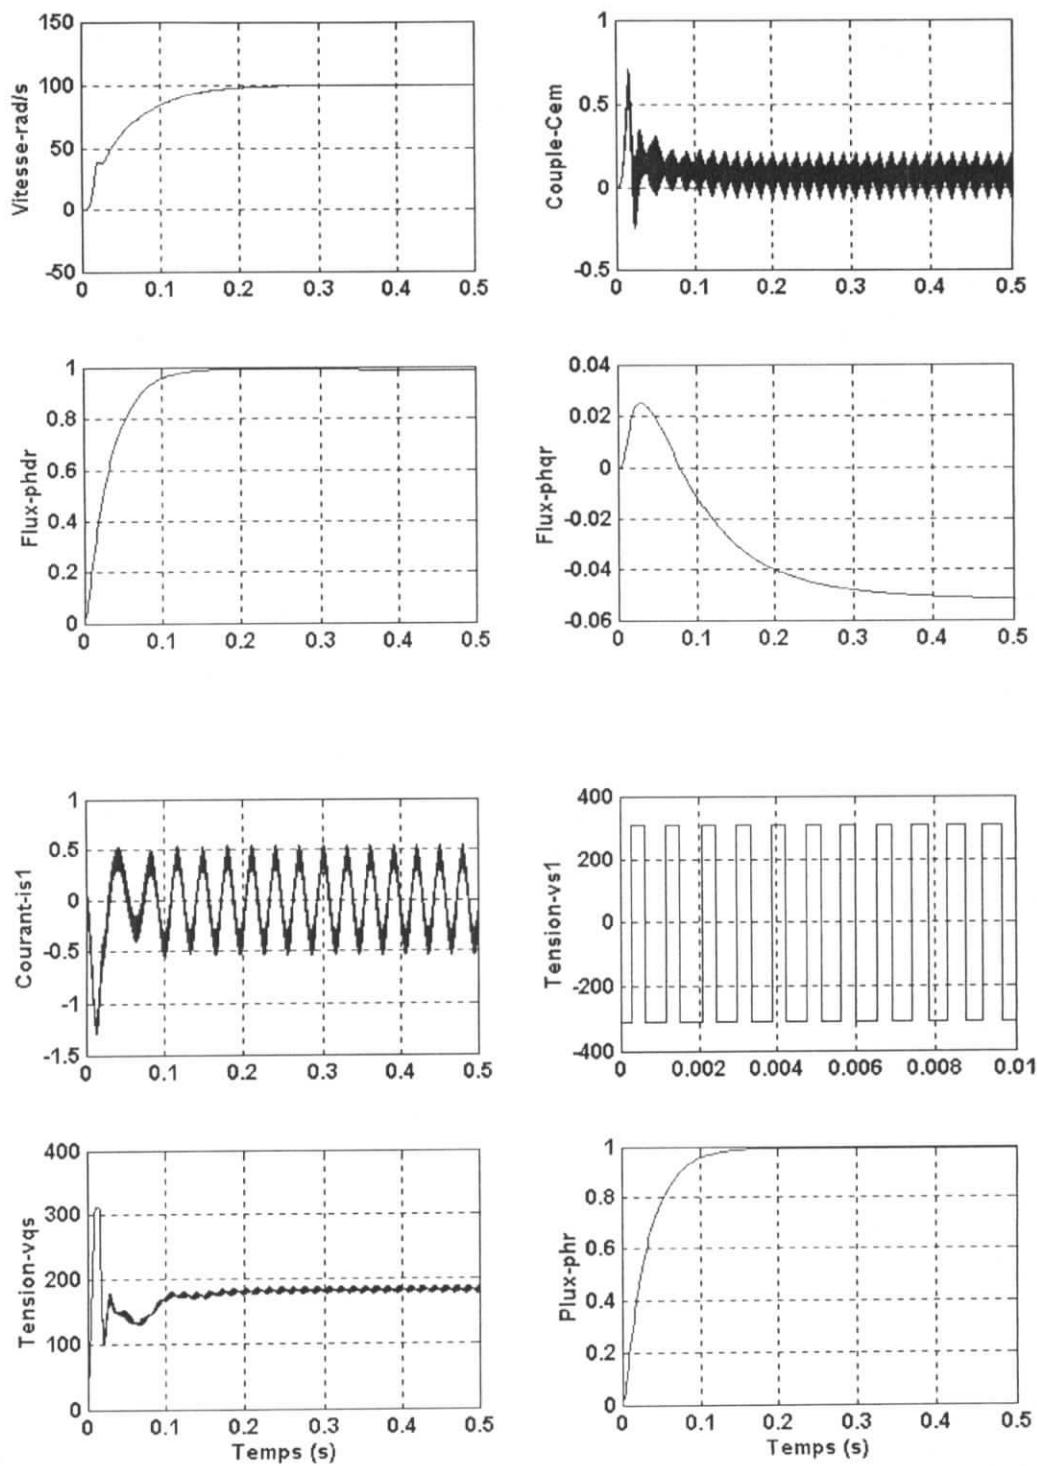 Vitesse-rad/s
150
100
50
0
-50
0 0.1 0.2 0.3 0.4 0.5
Couple-Cem
1
0.5
0
-0.5
0 0.1 0.2 0.3 0.4 0.5
Flux-phdr
1
0.8
0.6
0.4
0.2
0
0 0.1 0.2 0.3 0.4 0.5
Flux-phqr
0.04
0.02
0
-0.02
-0.04
-0.06
0 0.1 0.2 0.3 0.4 0.5
Courant-is1
1
0.5
0
-0.5
-1
-1.5
0 0.1 0.2 0.3 0.4 0.5
Tension-vs1
400
200
0
-200
-400
0 0.002 0.004 0.006 0.008 0.01
Tension-vqs
400
300
200
100
0
0 0.1 0.2 0.3 0.4 0.5
Temps (s)
Plux-phr
1
0.8
0.6
0.4
0.2
0
0 0.1 0.2 0.3 0.4 0.5
Temps (s)